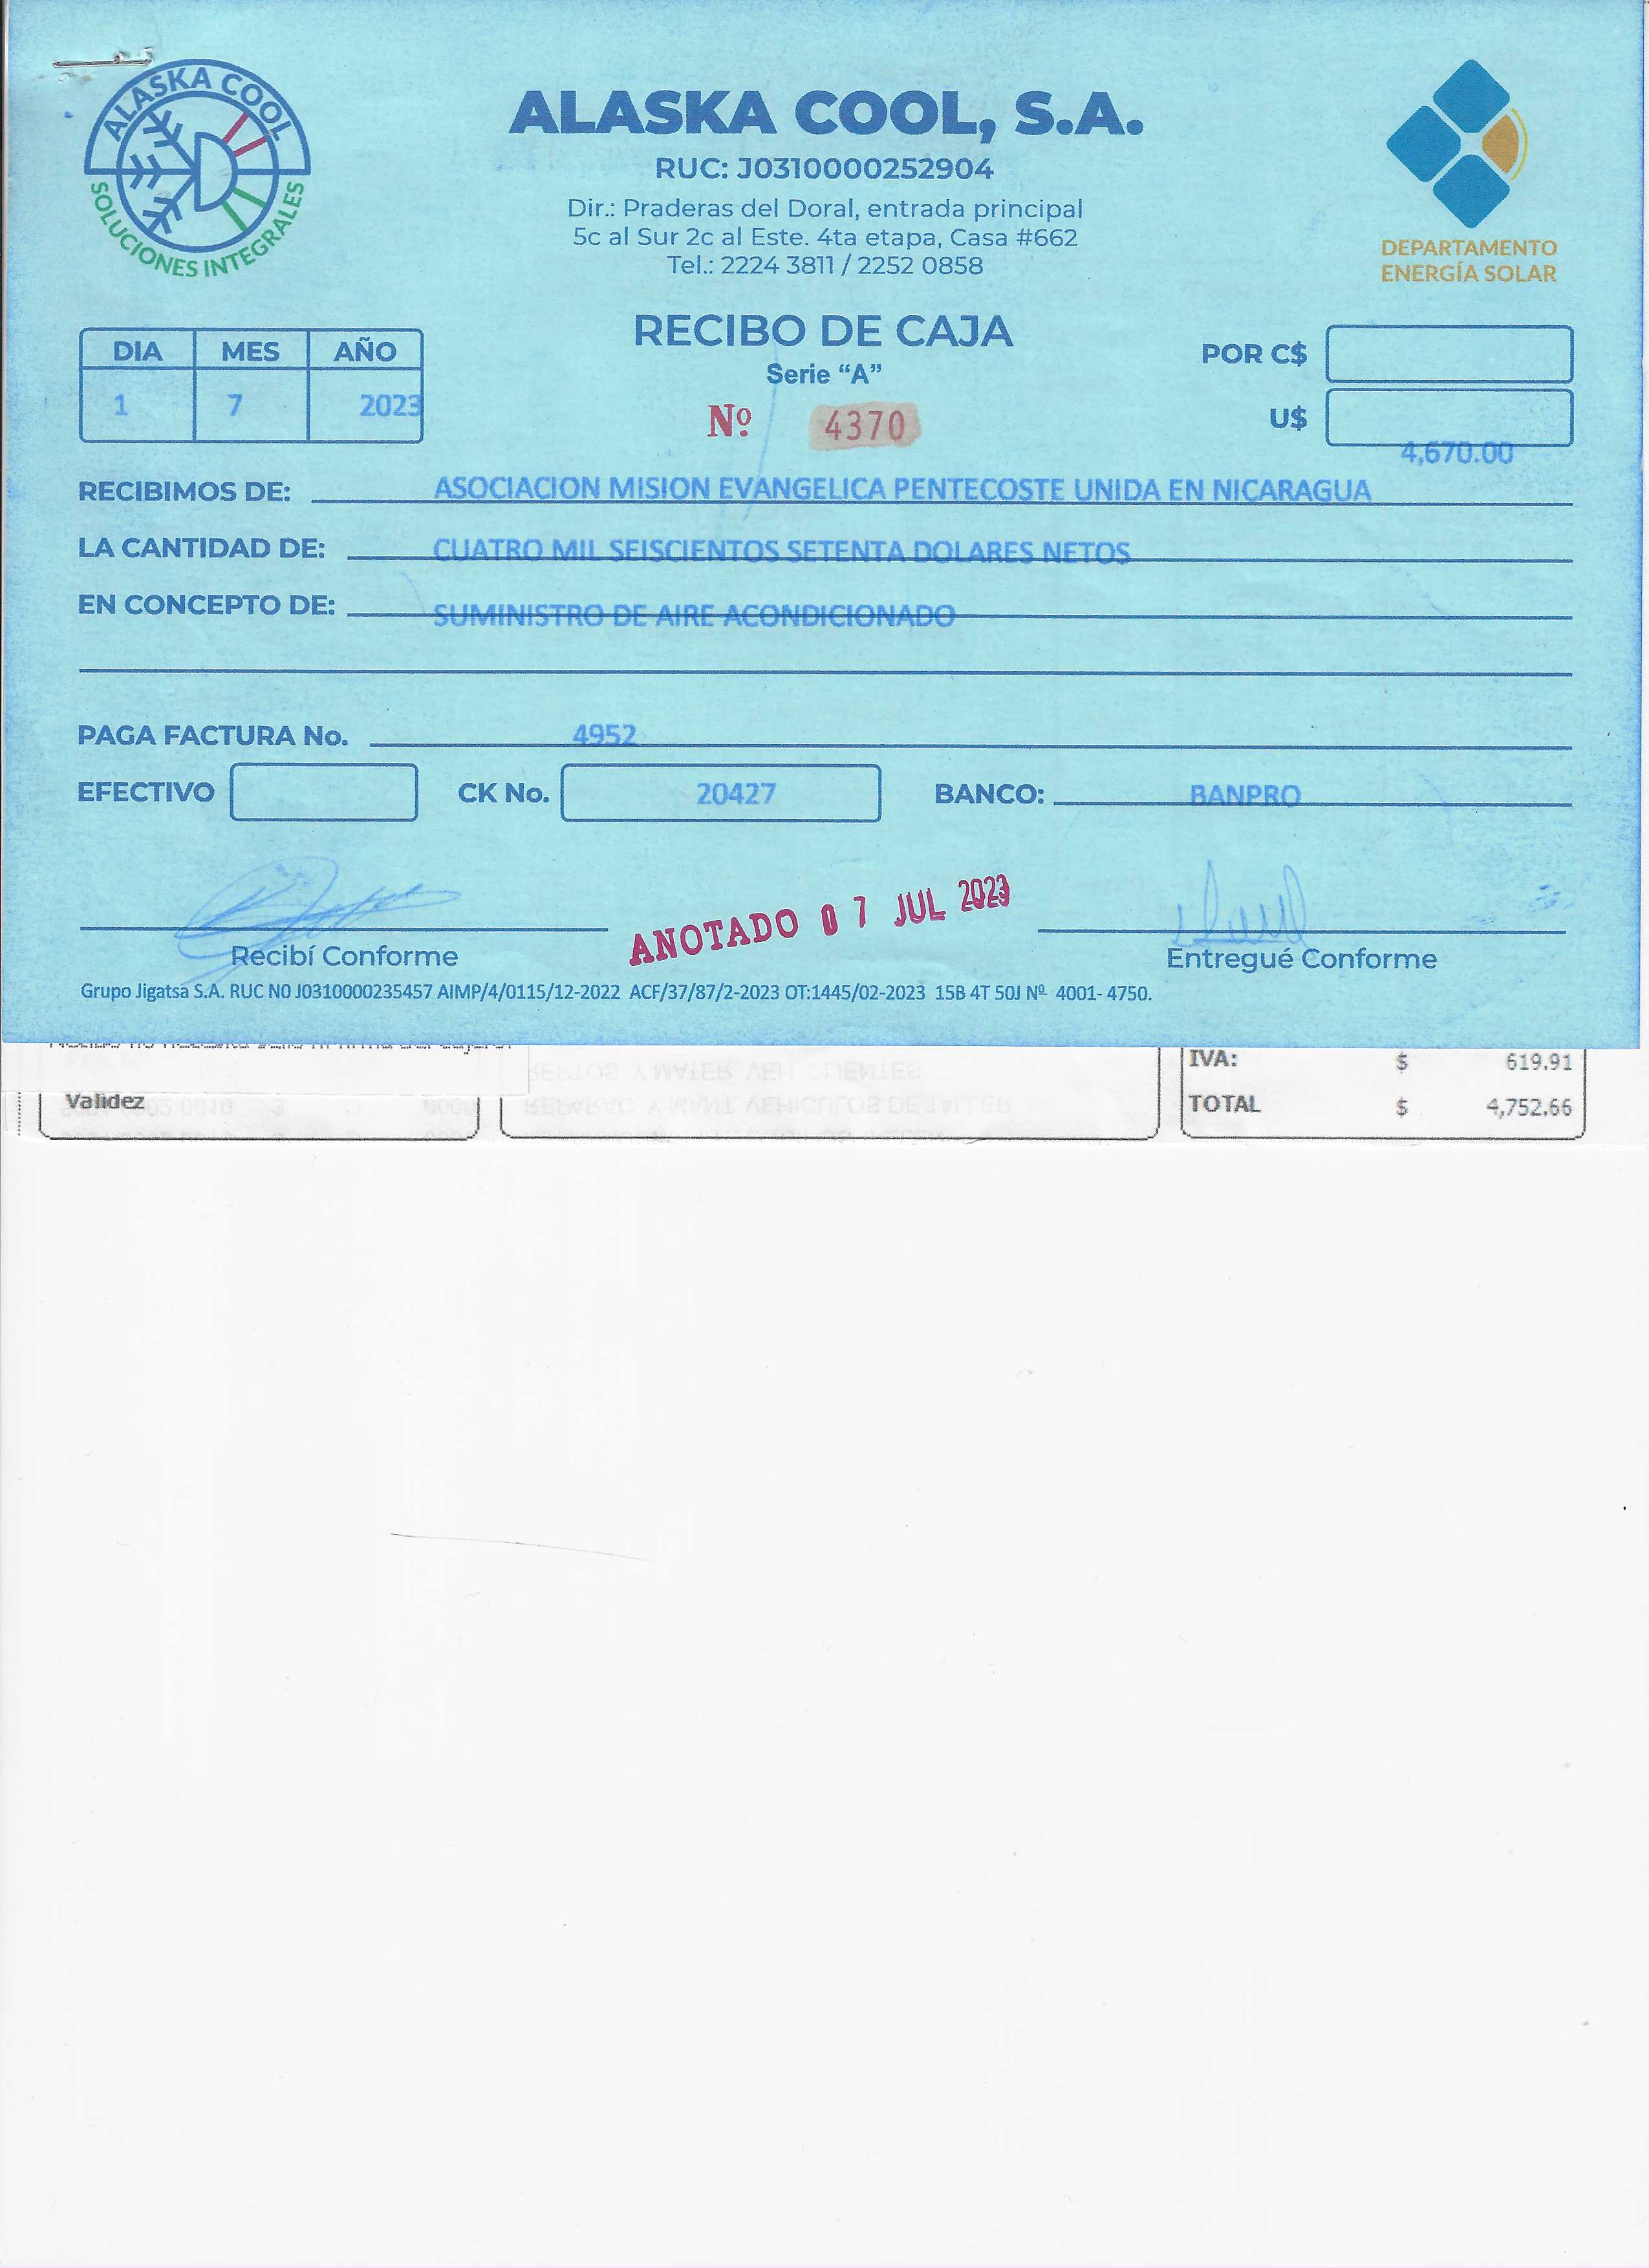 ALASKA COOL
SOLUCIONES INTEGRALES
ALASKA COOL, S.A.
RUC: J0310000252904
Dir.: Praderas del Doral, entrada principal
5c al Sur 2c al Este. 4ta etapa, Casa #662
Tel.: 2224 3811 / 2252 0858
DEPARTAMENTO
ENERGÍA SOLAR
DIA MES AÑO
1 7 2023
RECIBO DE CAJA
Serie “A”
Nº 4370
POR C$
U$ 4,670.00
RECIBIMOS DE: ASOCIACION MISION EVANGELICA PENTECOSTE UNIDA EN NICARAGUA
LA CANTIDAD DE: CUATRO MIL SEISCIENTOS SETENTA DOLARES NETOS
EN CONCEPTO DE: SUMINISTRO DE AIRE ACONDICIONADO
PAGA FACTURA No. 4952
EFECTIVO CK No. 20427 BANCO: BANPRO
ANOTADO 07 JUL 2023
Recibí Conforme Entregué Conforme
Grupo Jigatsa S.A. RUC N0 J0310000235457 AIMP/4/0115/12-2022 ACF/37/87/2-2023 OT:1445/02-2023 15B 4T 50J Nº 4001- 4750.
IVA: $ 619.91
Validez
TOTAL $ 4,752.66